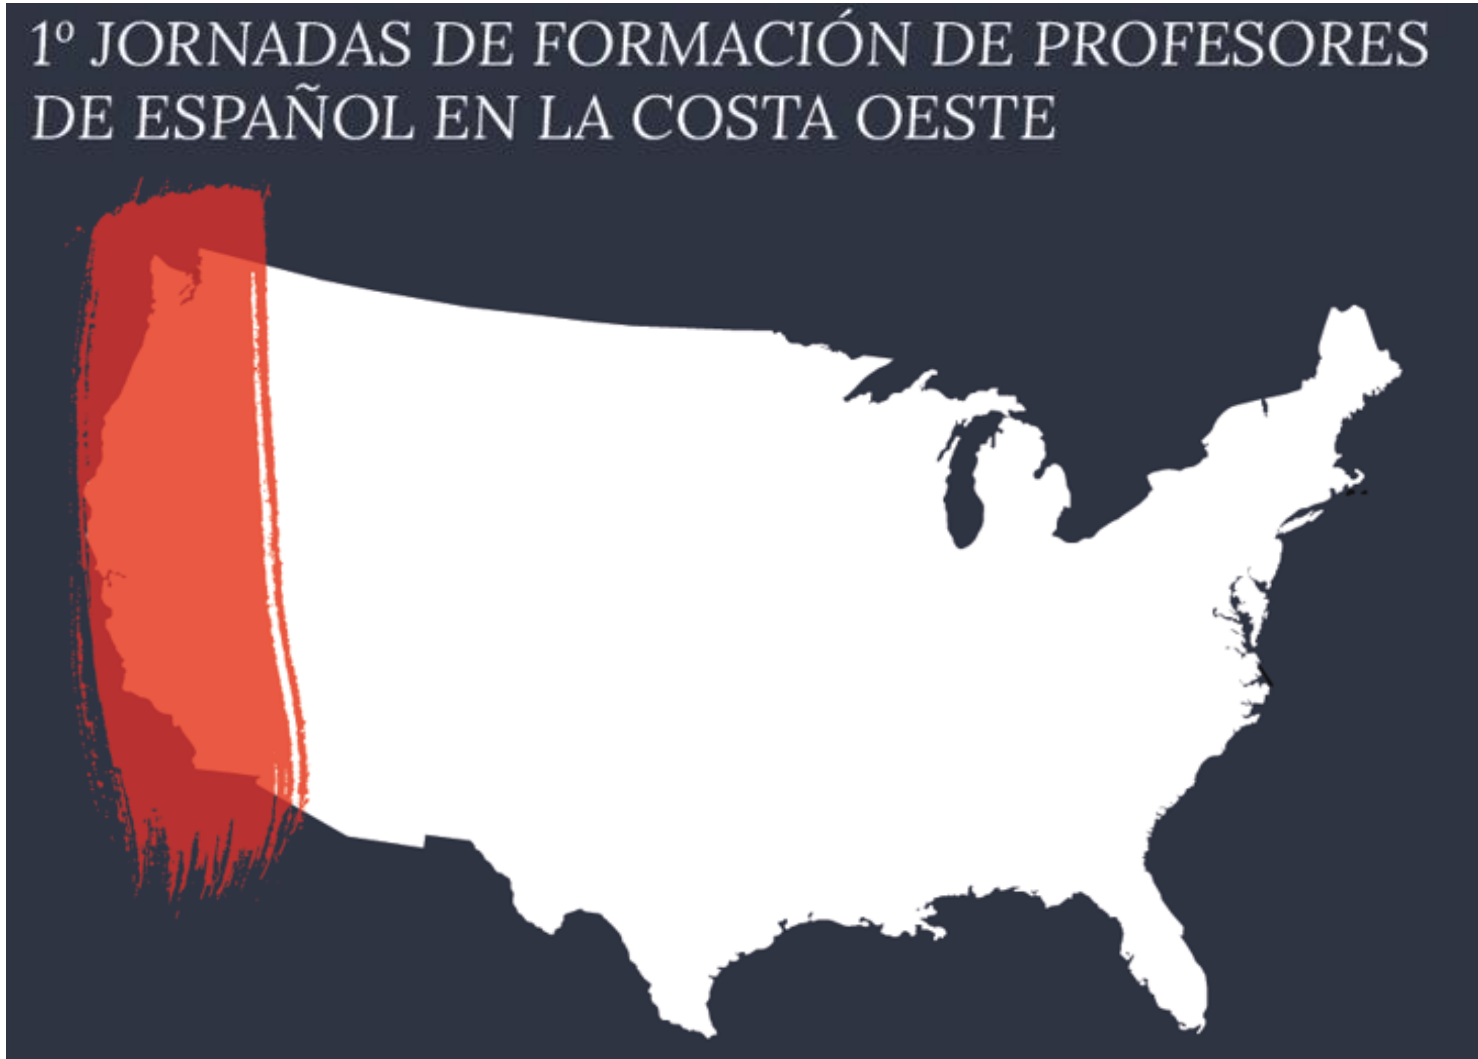 1º JORNADAS DE FORMACIÓN DE PROFESORES
DE ESPAÑOL EN LA COSTA OESTE